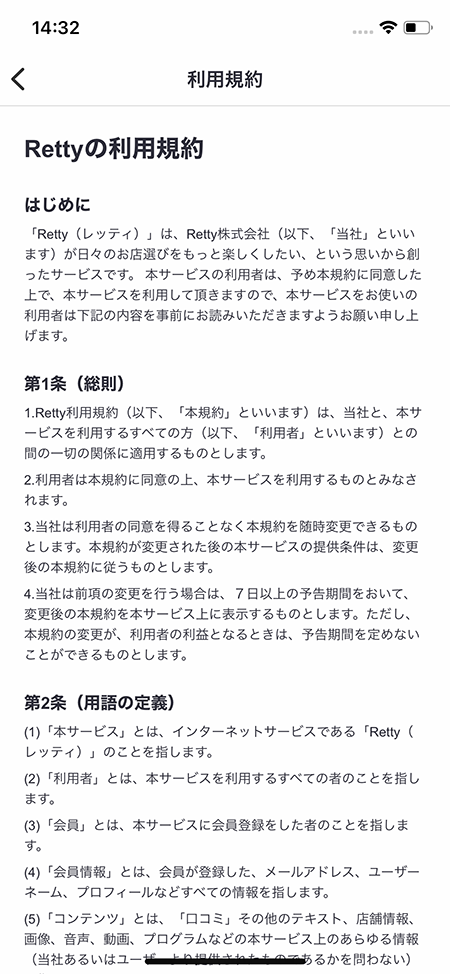 14:32
利用規約
Rettyの利用規約
はじめに
「Retty（レッティ）」は、Retty株式会社（以下、「当社」といい
ます）が日々のお店選びをもっと楽しくしたい、という思いから創
ったサービスです。 本サービスの利用者は、予め本規約に同意した
上で、本サービスを利用して頂きますので、本サービスをお使いの
利用者は下記の内容を事前にお読みいただきますようお願い申し上
げます。
第1条（総則）
1.Retty利用規約（以下、「本規約」といいます）は、当社と、本サ
ービスを利用するすべての方（以下、「利用者」といいます）との
間の一切の関係に適用するものとします。
2.利用者は本規約に同意の上、本サービスを利用するものとみなさ
れます。
3.当社は利用者の同意を得ることなく本規約を随時変更できるもの
とします。本規約が変更された後の本サービスの提供条件は、変更
後の本規約に従うものとします。
4.当社は前項の変更を行う場合は、７日以上の予告期間をおいて、
変更後の本規約を本サービス上に表示するものとします。ただし、
本規約の変更が、利用者の利益となるときは、予告期間を定めない
ことができるものとします。
第2条（用語の定義）
(1)「本サービス」とは、インターネットサービスである「Retty（
レッティ）」のことを指します。
(2)「利用者」とは、本サービスを利用するすべての者のことを指し
ます。
(3)「会員」とは、本サービスに会員登録をした者のことを指しま
す。
(4)「会員情報」とは、会員が登録した、メールアドレス、ユーザー
ネーム、プロフィールなどすべての情報を指します。
(5)「コンテンツ」とは、「口コミ」その他のテキスト、店舗情報、
画像、音声、動画、プログラムなどの本サービス上のあらゆる情報
（当社あるいはユーザーより提供されたものであるかを問わない）